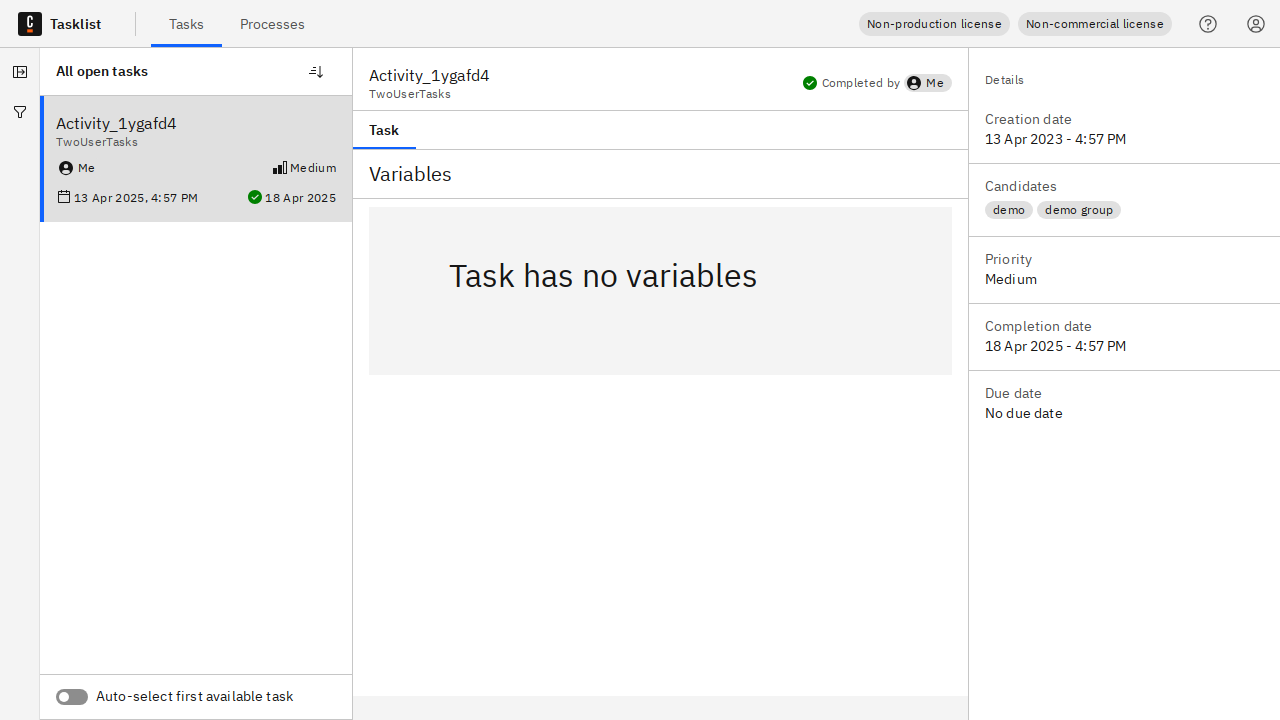 C
Tasklist
Tasks
Processes
Non-production license
Non-commercial license
All open tasks
Activity_1ygafd4
TwoUserTasks
Me
Medium
13 Apr 2025, 4:57 PM
18 Apr 2025
Auto-select first available task
Activity_1ygafd4
TwoUserTasks
Completed by
Me
Task
Variables
Task has no variables
Details
Creation date
13 Apr 2023 - 4:57 PM
Candidates
demo
demo group
Priority
Medium
Completion date
18 Apr 2025 - 4:57 PM
Due date
No due date